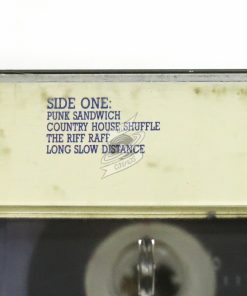 SIDE ONE:
PUNK SANDWICH
COUNTRY HOUSE SHUFFLE
THE RIFF RAFF
LONG SLOW DISTANCE